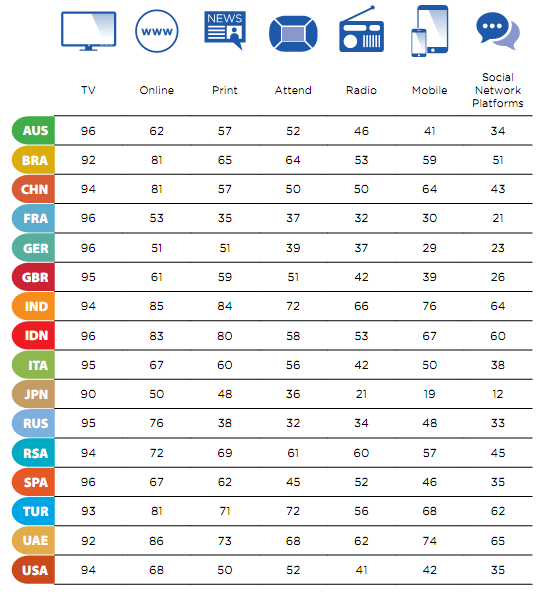 www
NEWS
TV Online Print Attend Radio Mobile Social Network Platforms
AUS 96 62 57 52 46 41 34
BRA 92 81 65 64 53 59 51
CHN 94 81 57 50 50 64 43
FRA 96 53 35 37 32 30 21
GER 96 51 51 39 37 29 23
GBR 95 61 59 51 42 39 26
IND 94 85 84 72 66 76 64
IDN 96 83 80 58 53 67 60
ITA 95 67 60 56 42 50 38
JPN 90 50 48 36 21 19 12
RUS 95 76 38 32 34 48 33
RSA 94 72 69 61 60 57 45
SPA 96 67 62 45 52 46 35
TUR 93 81 71 72 56 68 62
UAE 92 86 73 68 62 74 65
USA 94 68 50 52 41 42 35